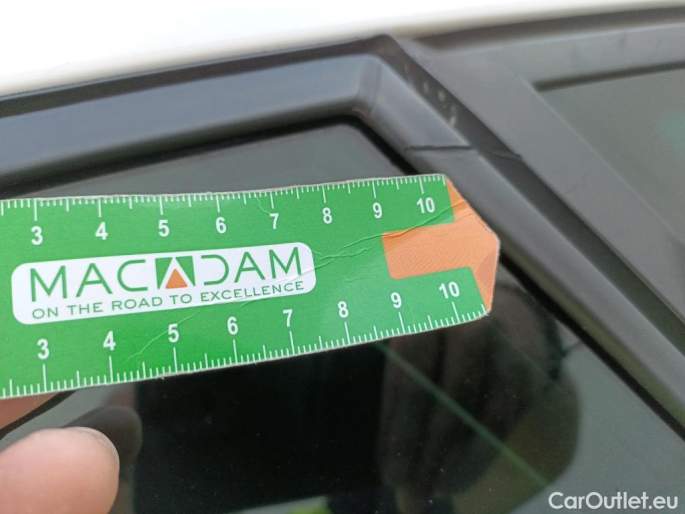 3 4 5 6 7 8 9 10
MACADAM
ON THE ROAD TO EXCELLENCE
3 4 5 6 7 8 9 10
CarOutlet.eu